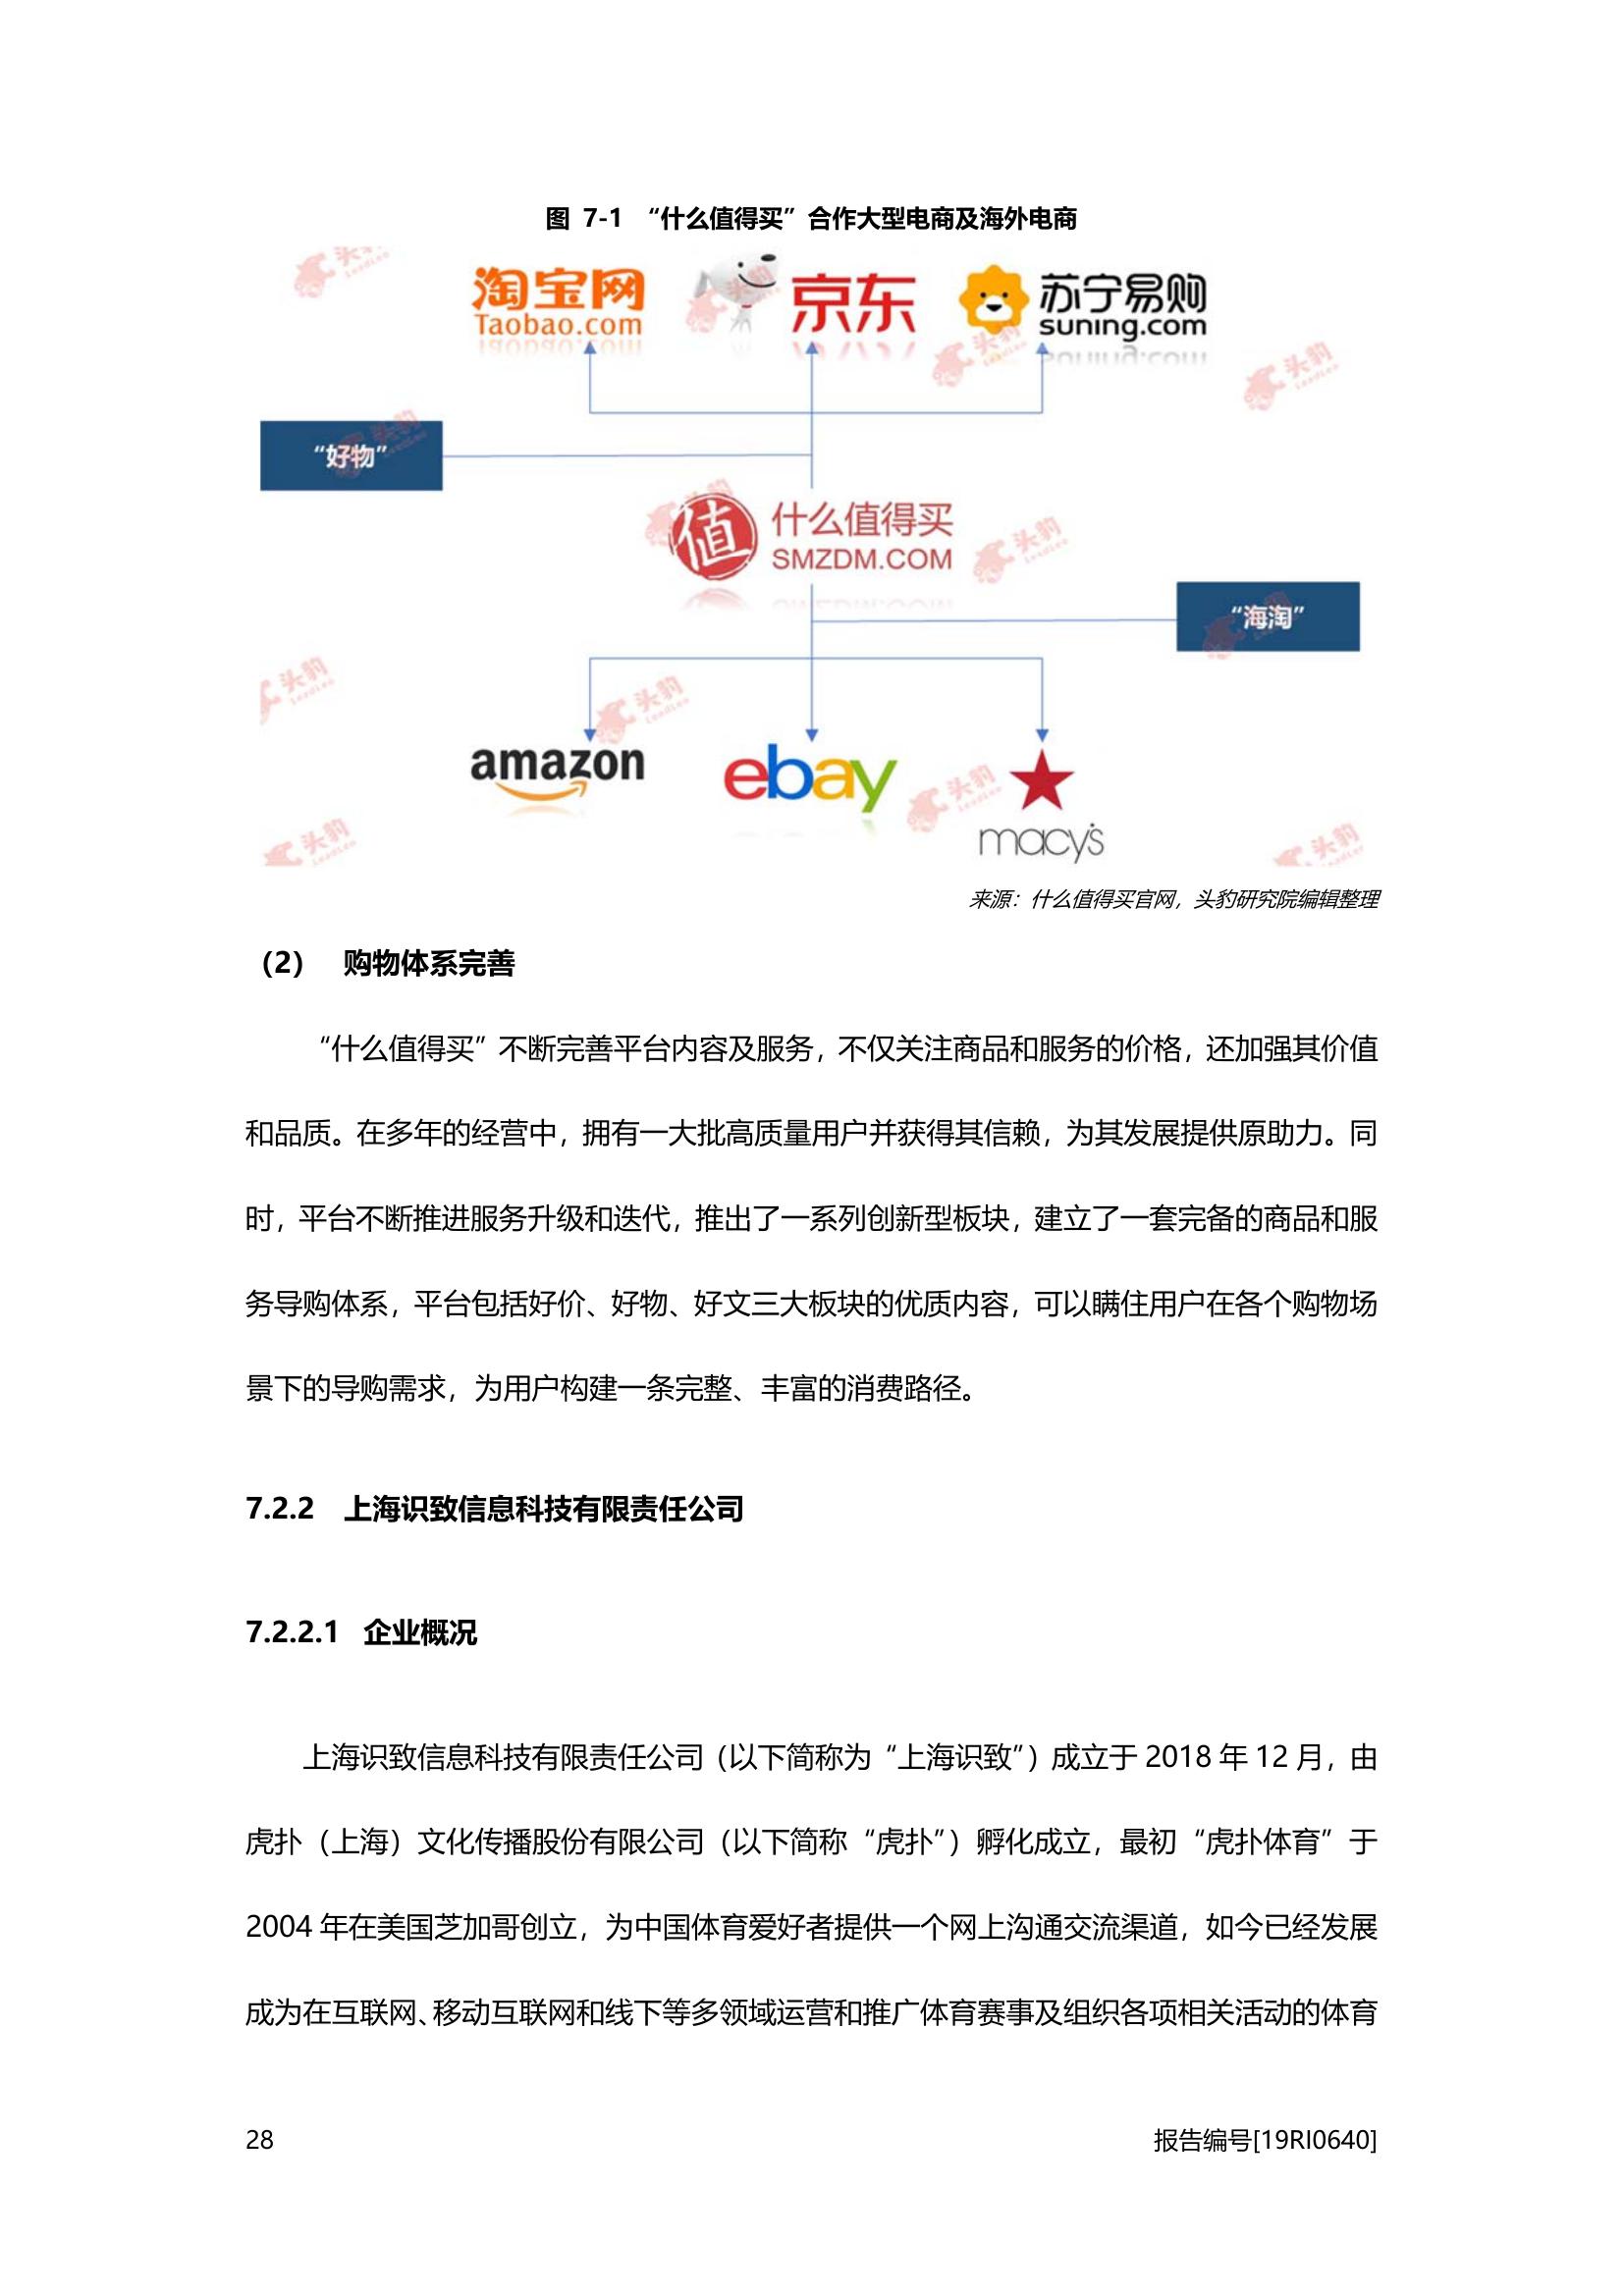 图 7-1 “什么值得买”合作大型电商及海外电商
淘宝网
Taobao.com
京东
苏宁易购
suning.com
“好物”
什么值得买
SMZDM.COM
值
“海淘”
amazon
ebay
macy's
头豹
LeadLeo
来源：什么值得买官网，头豹研究院编辑整理
（2） 购物体系完善
“什么值得买”不断完善平台内容及服务，不仅关注商品和服务的价格，还加强其价值
和品质。在多年的经营中，拥有一大批高质量用户并获得其信赖，为其发展提供原助力。同
时，平台不断推进服务升级和迭代，推出了一系列创新型板块，建立了一套完备的商品和服
务导购体系，平台包括好价、好物、好文三大板块的优质内容，可以瞒住用户在各个购物场
景下的导购需求，为用户构建一条完整、丰富的消费路径。
7.2.2 上海识致信息科技有限责任公司
7.2.2.1 企业概况
上海识致信息科技有限责任公司（以下简称为“上海识致”）成立于 2018 年 12 月，由
虎扑（上海）文化传播股份有限公司（以下简称“虎扑”）孵化成立，最初“虎扑体育”于
2004 年在美国芝加哥创立，为中国体育爱好者提供一个网上沟通交流渠道，如今已经发展
成为在互联网、移动互联网和线下等多领域运营和推广体育赛事及组织各项相关活动的体育
28
报告编号[19RI0640]